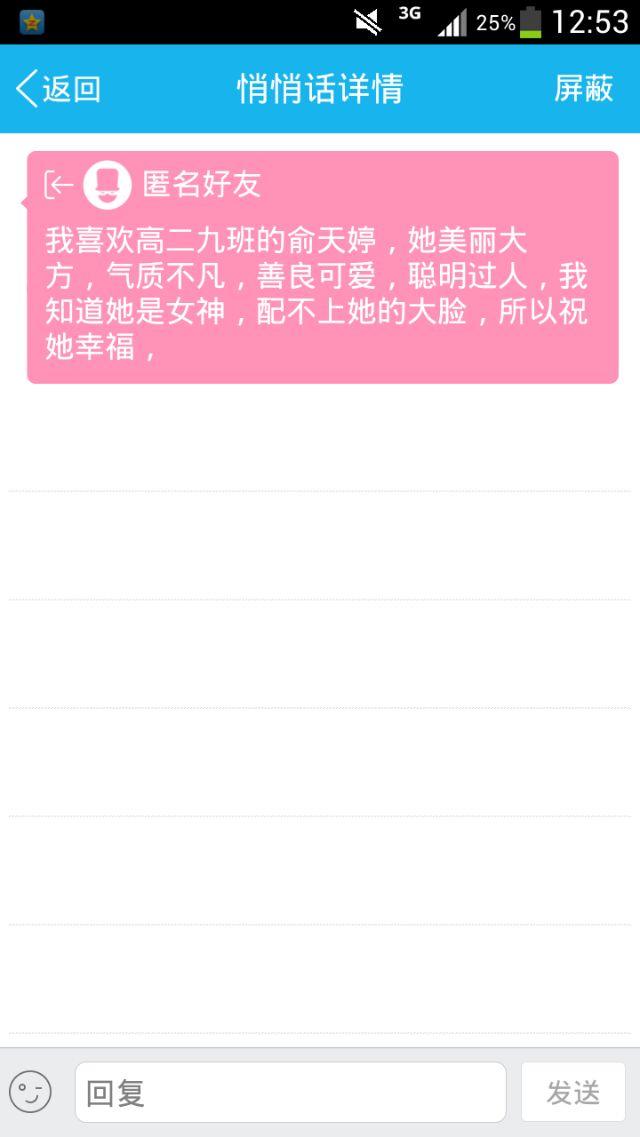 3G 25% 12:53
返回 悄悄话详情 屏蔽
匿名好友
我喜欢高二九班的俞天婷，她美丽大
方，气质不凡，善良可爱，聪明过人，我
知道她是女神，配不上她的大脸，所以祝
她幸福，
回复 发送